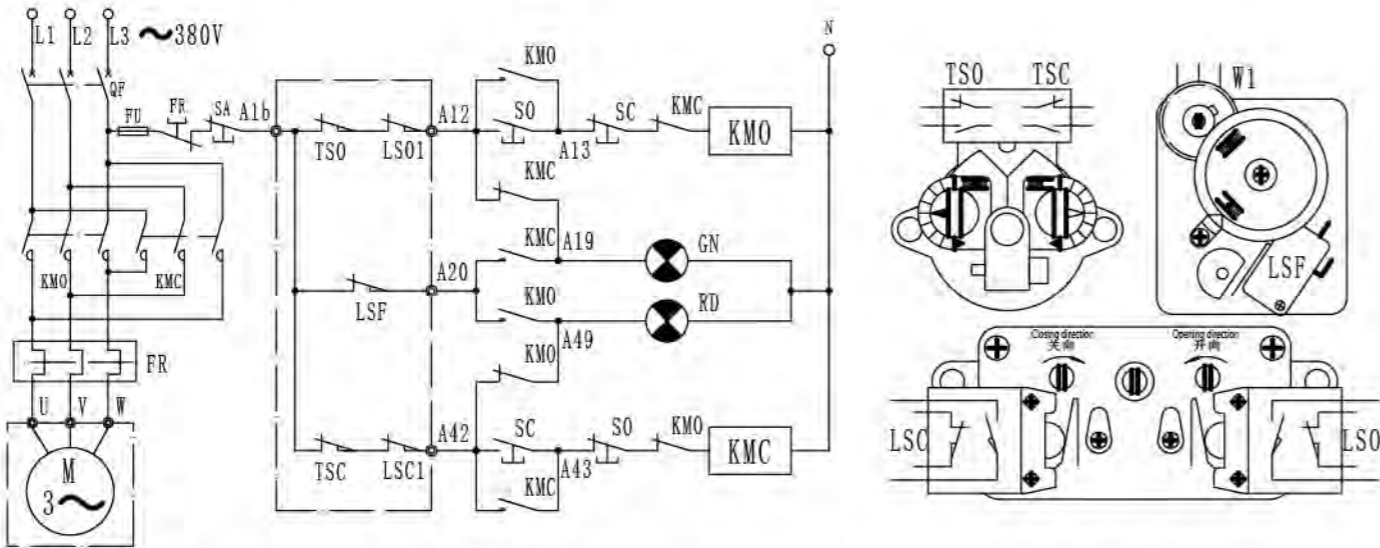 L1 L2 L3 ~380V
QF
FU FR SA A1b
KMO
A12 SO SC KMC
KMO
N
TSO LSO1 A13
KMC
KMC A19 GN
A20
LSF
KMO RD
KMO A49
KMO KMC
FR
U V W
M
3~
A42 SC SO KMO
KMC
TSC LSC1 A43
KMC
TSO TSC
W1
LSF
Closing direction
关向
Opening direction
开向
LSC
LSO